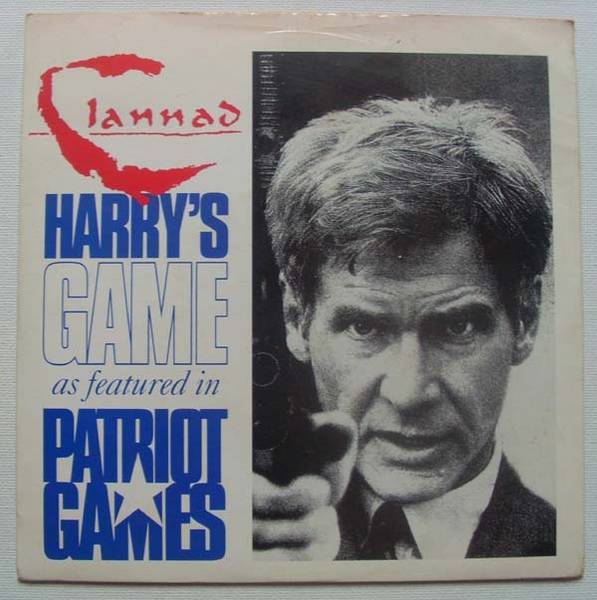 Clannad
HARRY'S
GAME
as featured in
PATRIOT
GAMES